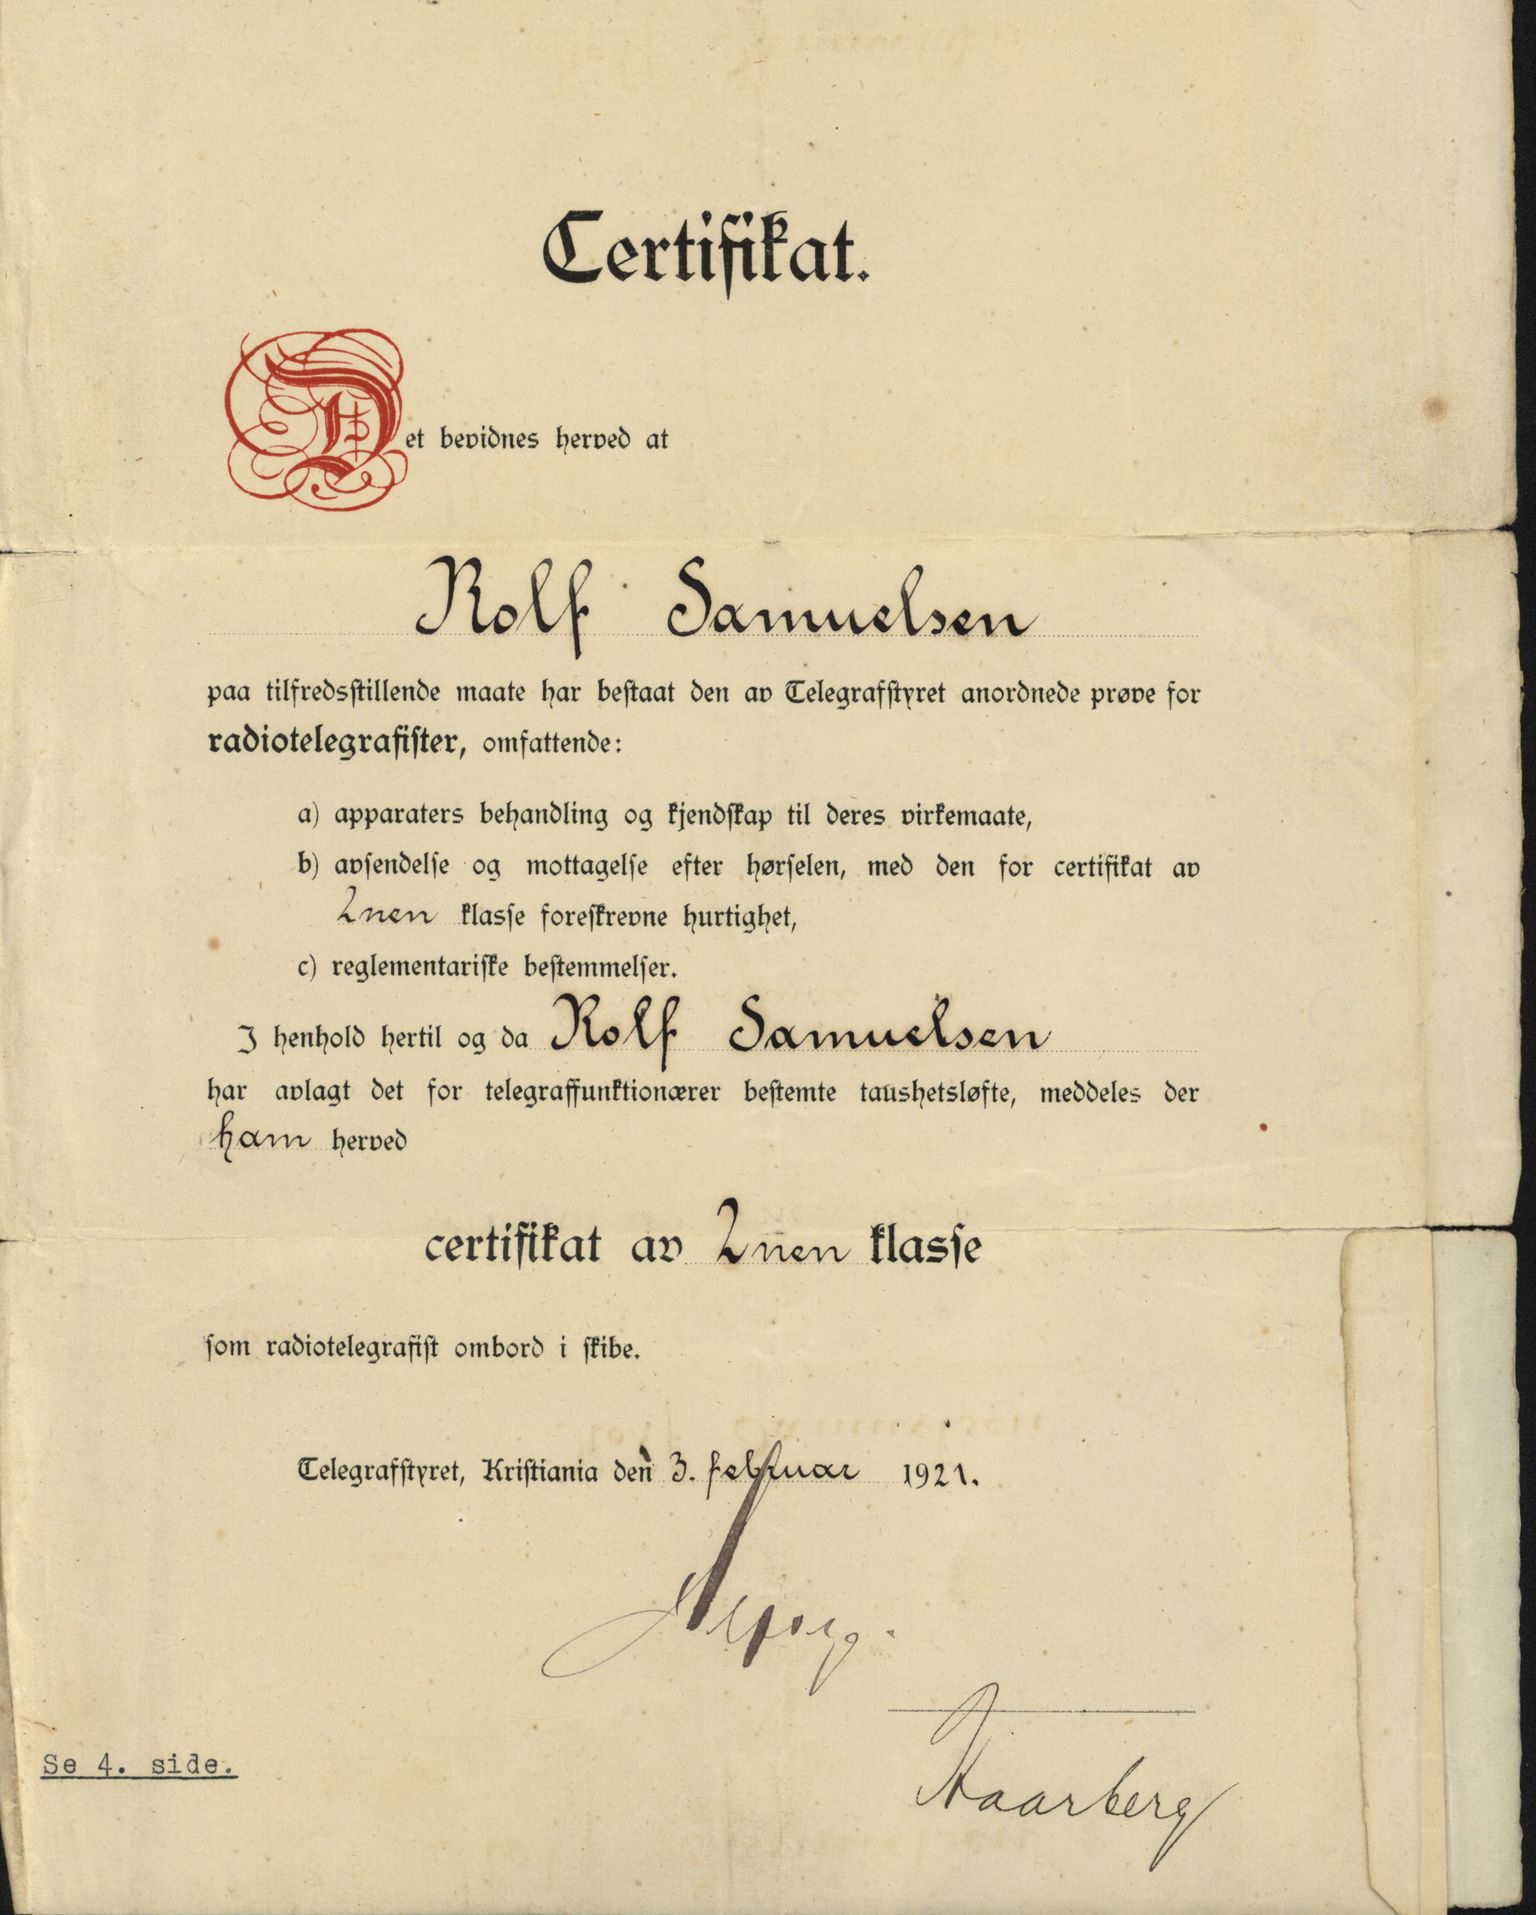 Certifikat.
Det bevidnes herved at
Rolf Samuelsen
paa tilfredsstillende maate har bestaat den av Telegrafstyret anordnede prøve for
radiotelegrafister, omfattende:
a) apparaters behandling og kjendskap til deres virkemaate,
b) avsendelse og mottagelse efter hørselen, med den for certifikat av
2nen klasse foreskrevne hurtighet,
c) reglementariske bestemmelser.
I henhold hertil og da Rolf Samuelsen
har avlagt det for telegraffunktionærer bestemte taushetsløfte, meddeles der
ham herved
certifikat av 2nen klasse
som radiotelegrafist ombord i skibe.
Telegrafstyret, Kristiania den 3. februar 1921.
Haarberg
Se 4. side.